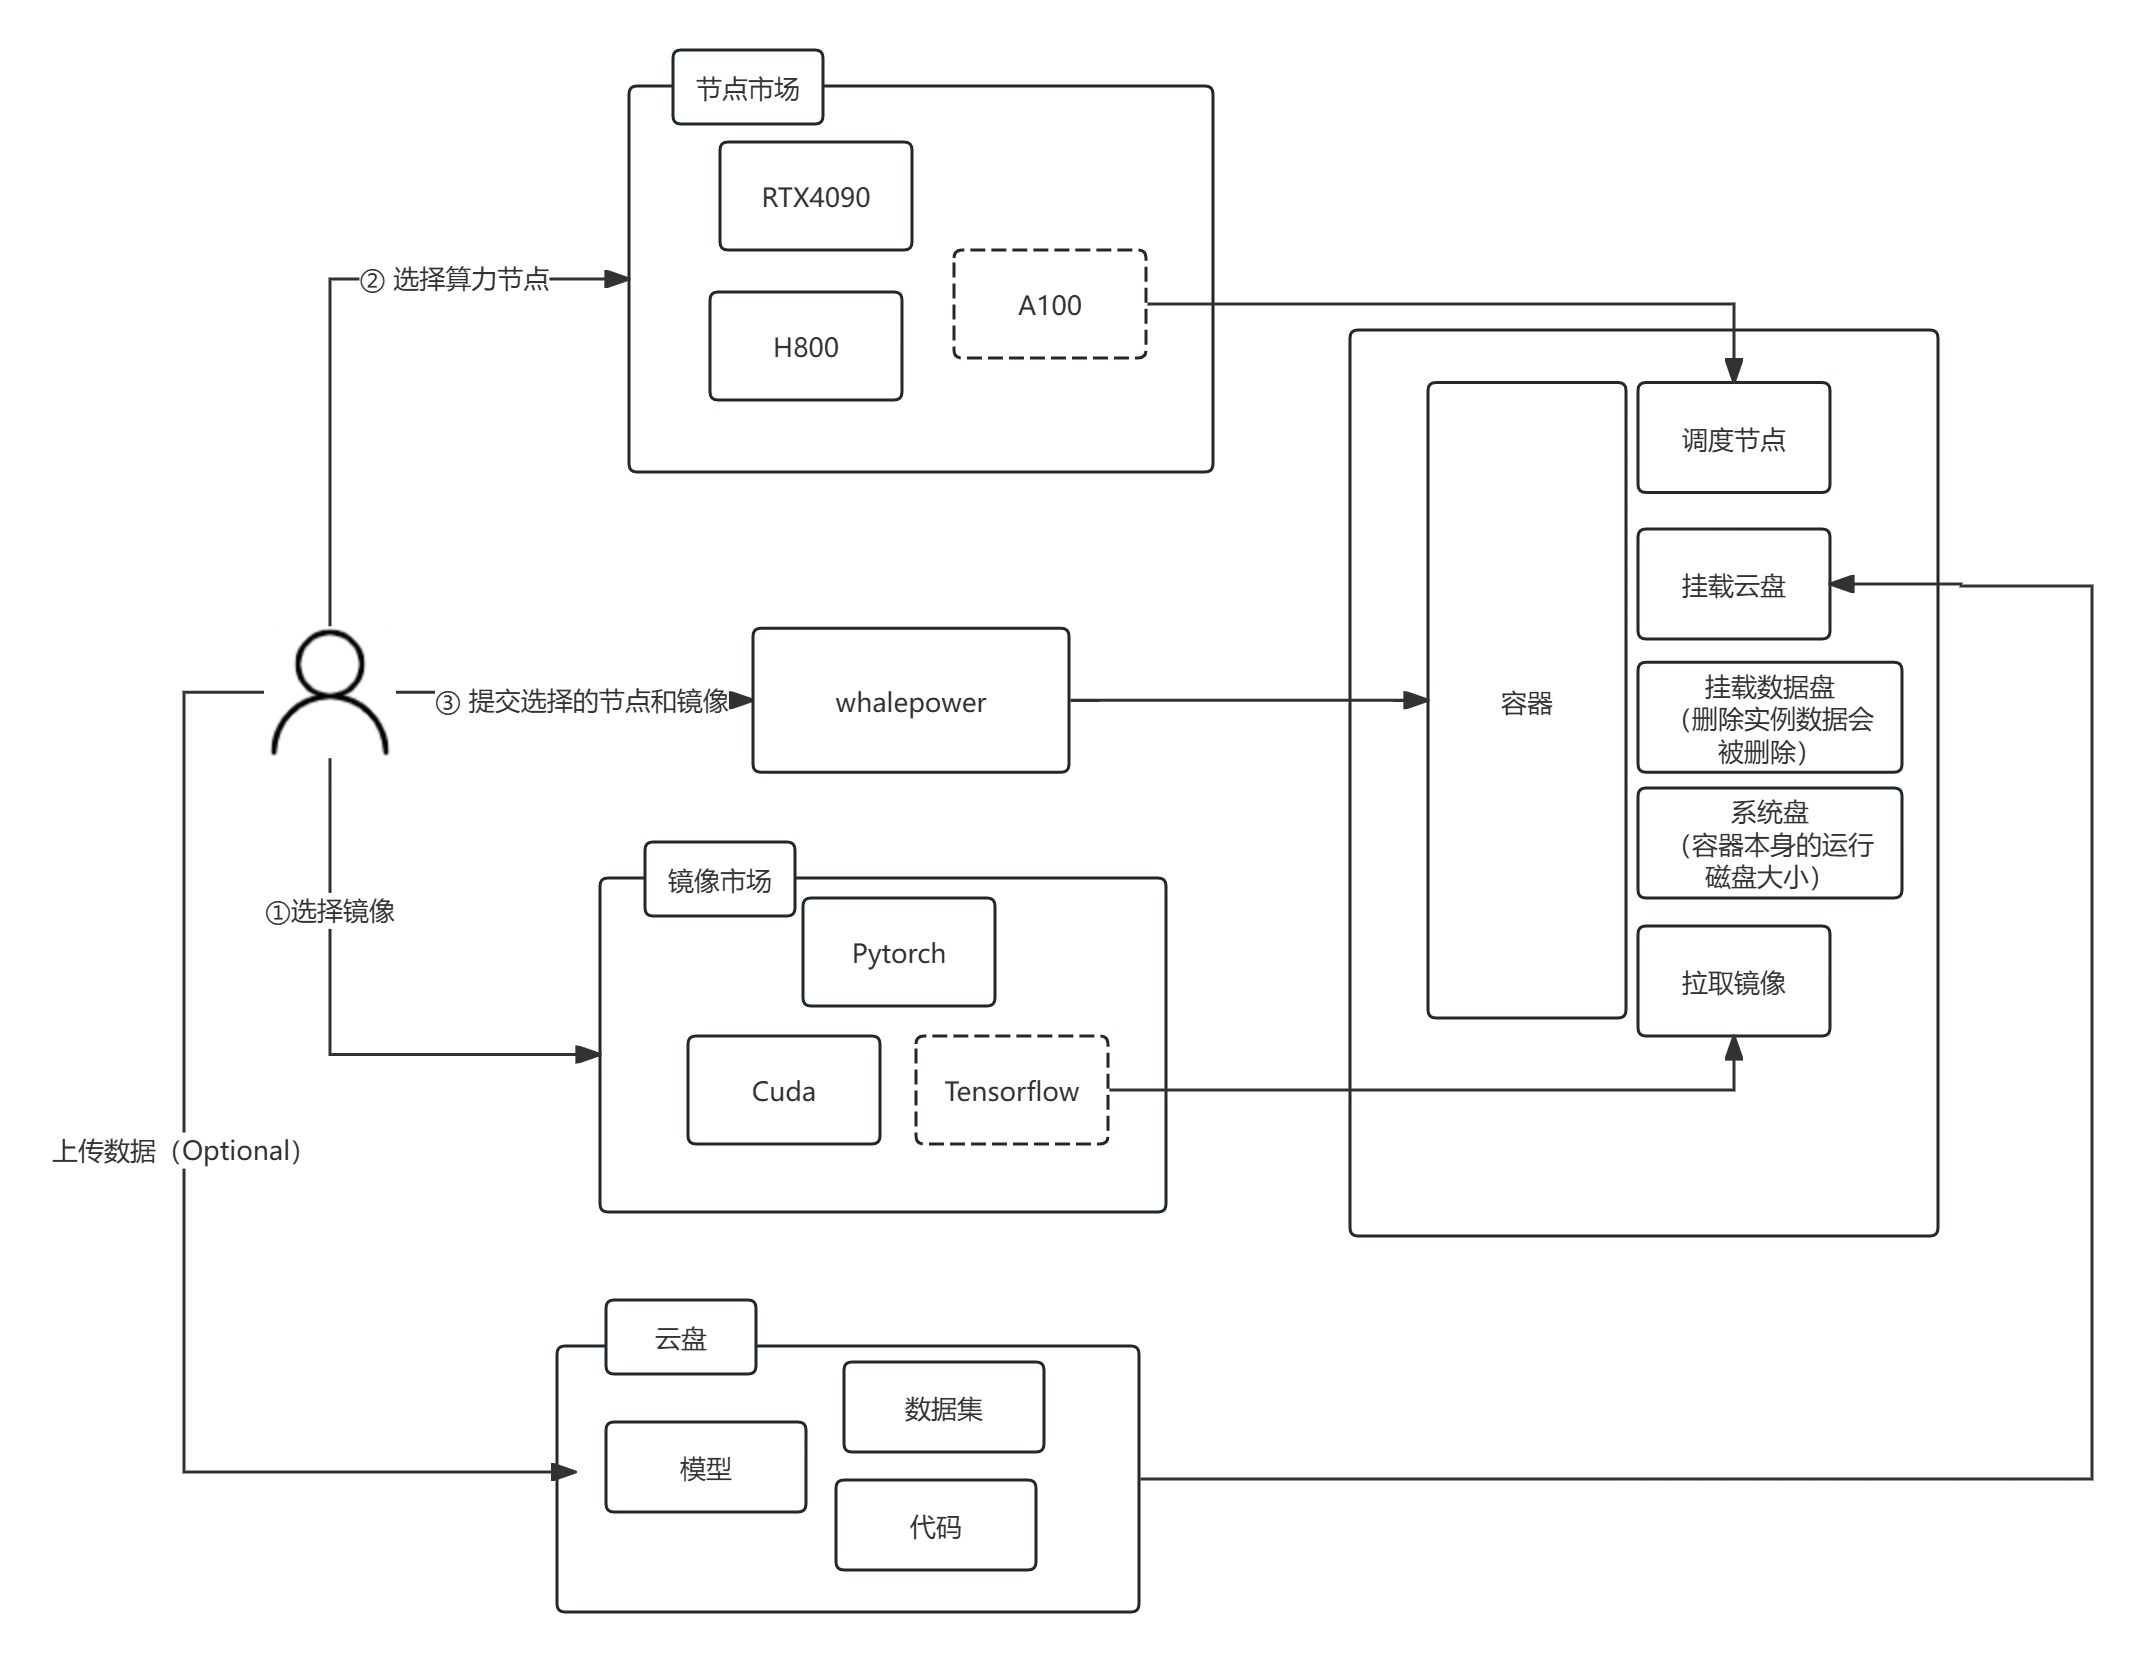 节点市场
RTX4090
② 选择算力节点
A100
H800
调度节点
挂载云盘
③ 提交选择的节点和镜像
whalepower
容器
挂载数据盘
（删除实例数据会
被删除）
系统盘
（容器本身的运行
磁盘大小）
镜像市场
①选择镜像
Pytorch
拉取镜像
Cuda
Tensorflow
上传数据（Optional）
云盘
数据集
模型
代码